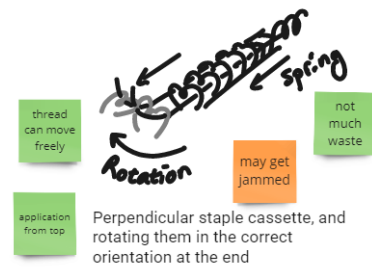 Spring
thread
can move
freely
not
much
waste
Rotation
may get
jammed
application
from top
Perpendicular staple cassette, and
rotating them in the correct
orientation at the end